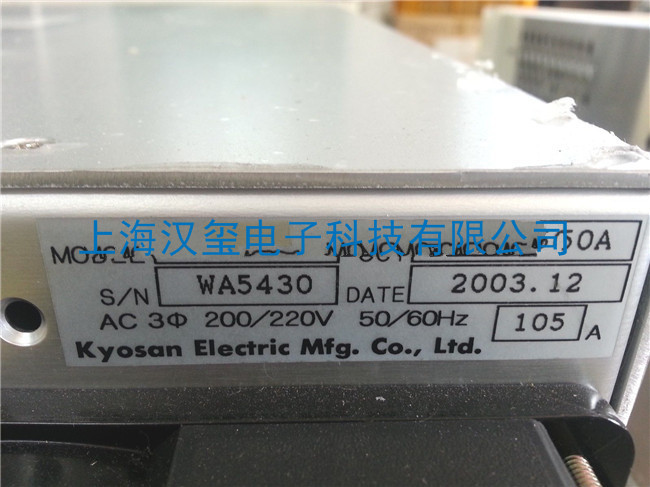 上海汉玺电子科技有限公司
S/N WA5430 DATE 2003.12
AC 3Φ 200/220V 50/60Hz 105 A
Kyosan Electric Mfg. Co., Ltd.